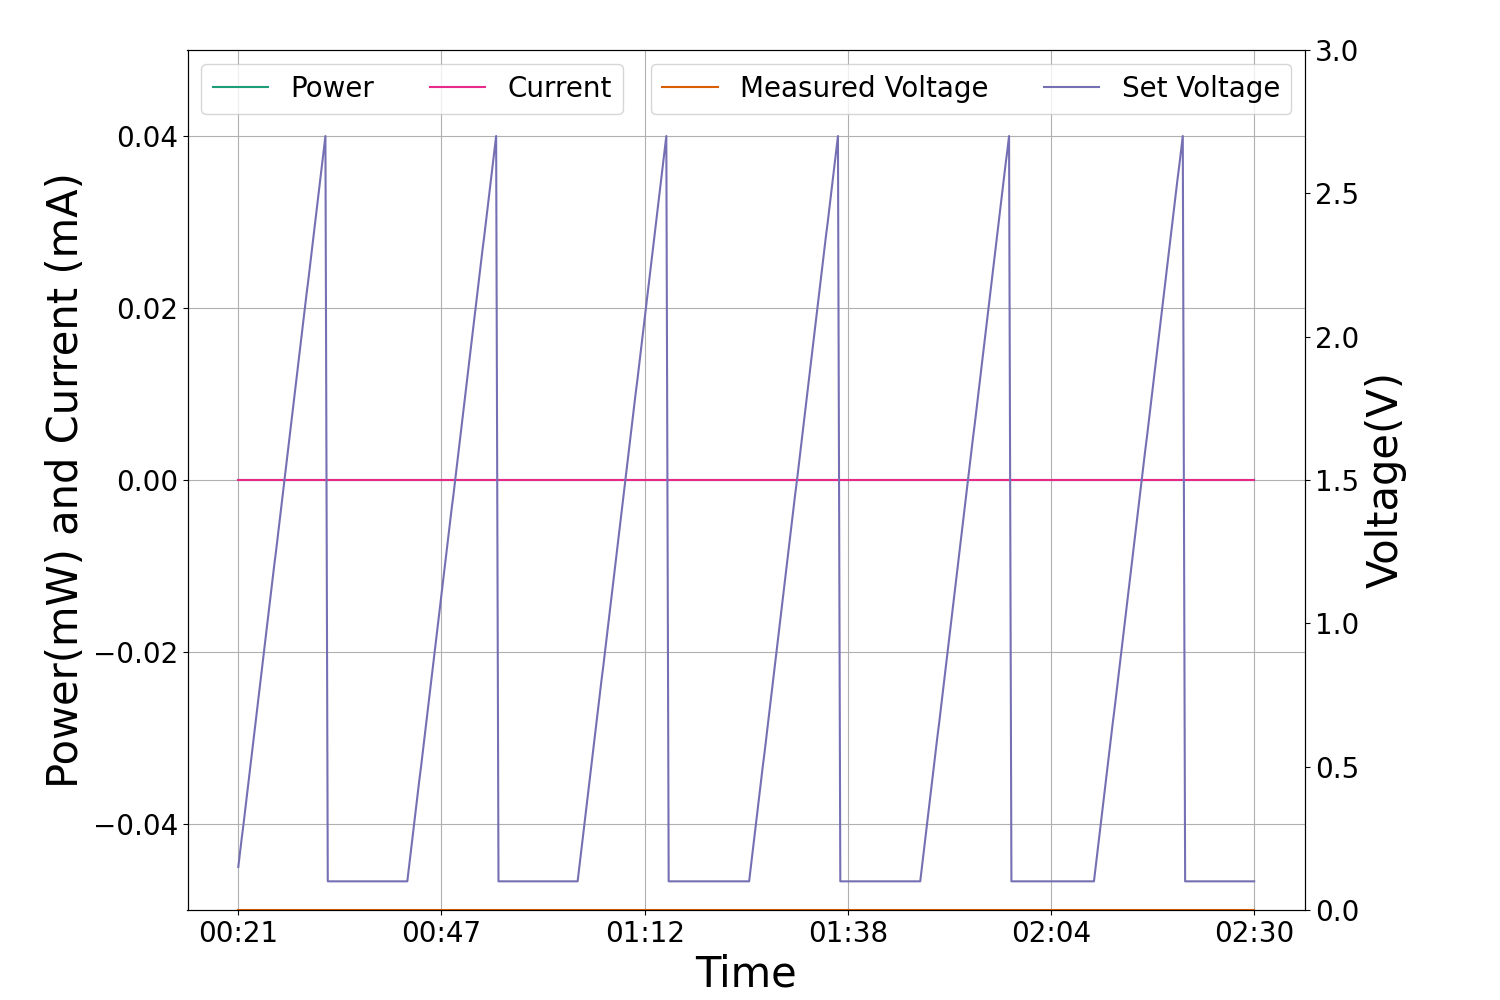 Power Current Measured Voltage Set Voltage
Power(mW) and Current (mA)
0.04
0.02
0.00
−0.02
−0.04
3.0
2.5
2.0
1.5
1.0
0.5
0.0
Voltage(V)
00:21 00:47 01:12 01:38 02:04 02:30
Time